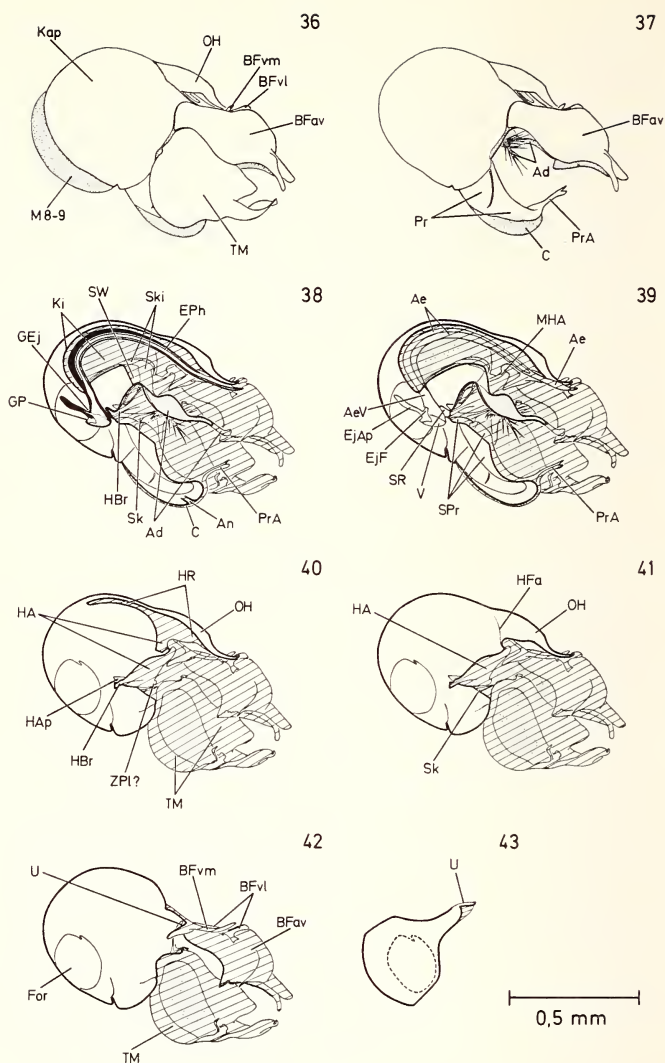 36
Kap
OH
BFvm
BFvl
BFav
M8-9
TM
37
BFav
Ad
Pr
PrA
C
38
SW
Ski
Ki
EPh
GEj
GP
HBr
Sk
Ad
C
An
PrA
39
Ae
MHA
Ae
AeV
EjAp
EjF
SR
V
SPr
PrA
40
HR
HA
OH
HAp
HBr
ZPl?
TM
41
HFa
HA
OH
Sk
42
U
BFvm
BFvl
BFav
For
TM
43
U
0,5 mm